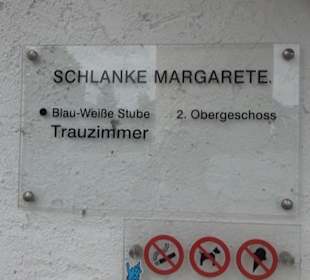 SCHLANKE MARGARETE.
Blau-Weiße Stube 2. Obergeschoss
Trauzimmer